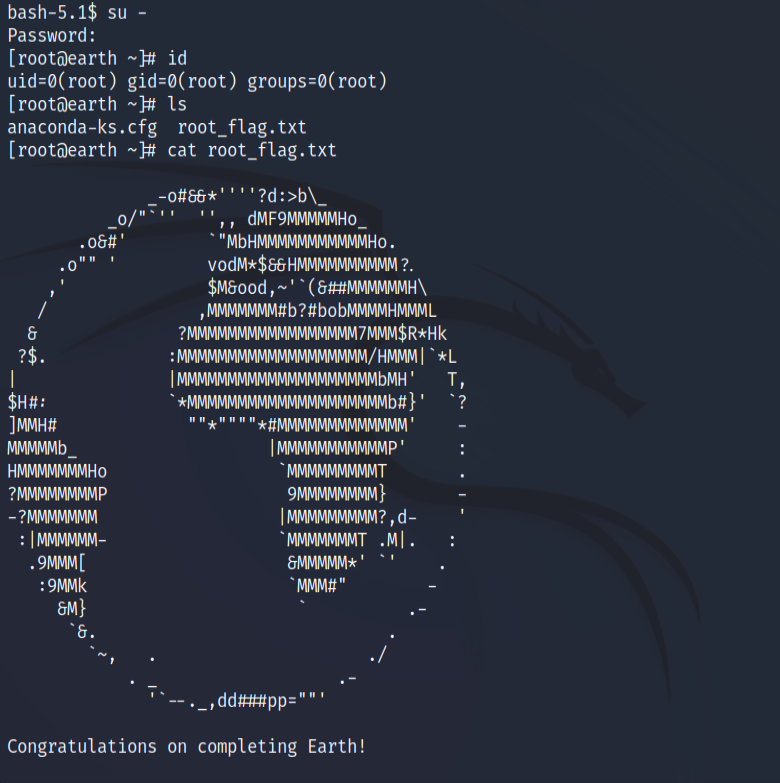 bash-5.1$ su -
Password:
[root@earth ~]# id
uid=0(root) gid=0(root) groups=0(root)
[root@earth ~]# ls
anaconda-ks.cfg  root_flag.txt
[root@earth ~]# cat root_flag.txt

              _-o#&&*''''?d:>b\_
          _o/"`''  '',, dMF9MMMMMHo_
       .o&#'        `"MbHMMMMMMMMMMMHo.
     .o"" '         vodM*$&&HMMMMMMMMMM?.
    ,'              $M&ood,~'`(&##MMMMMMH\
   /               ,MMMMMMM#b?#bobMMMMHMMML
  &              ?MMMMMMMMMMMMMMMMM7MMM$R*Hk
 ?$.            :MMMMMMMMMMMMMMMMMMM/HMMM|`*L
|               |MMMMMMMMMMMMMMMMMMMMbMH'   T,
$H#:            `*MMMMMMMMMMMMMMMMMMMMb#}'  `?
]MMH#             ""*""""*#MMMMMMMMMMMMM'    -
MMMMMb_                   |MMMMMMMMMMMP'     :
HMMMMMMMHo                 `MMMMMMMMMT       .
?MMMMMMMMP                  9MMMMMMMM}       -
-?MMMMMMM                  |MMMMMMMMM?,d-    '
 :|MMMMMM-                 `MMMMMMMT .M|.   :
  .9MMM[                    &MMMMM*' `'    .
   :9MMk                    `MMM#"        -
     &M}                     `          .-
      `&.                             .
        `~,   .                     ./
            . _                  .-
              '`--._,dd###pp=""'

Congratulations on completing Earth!